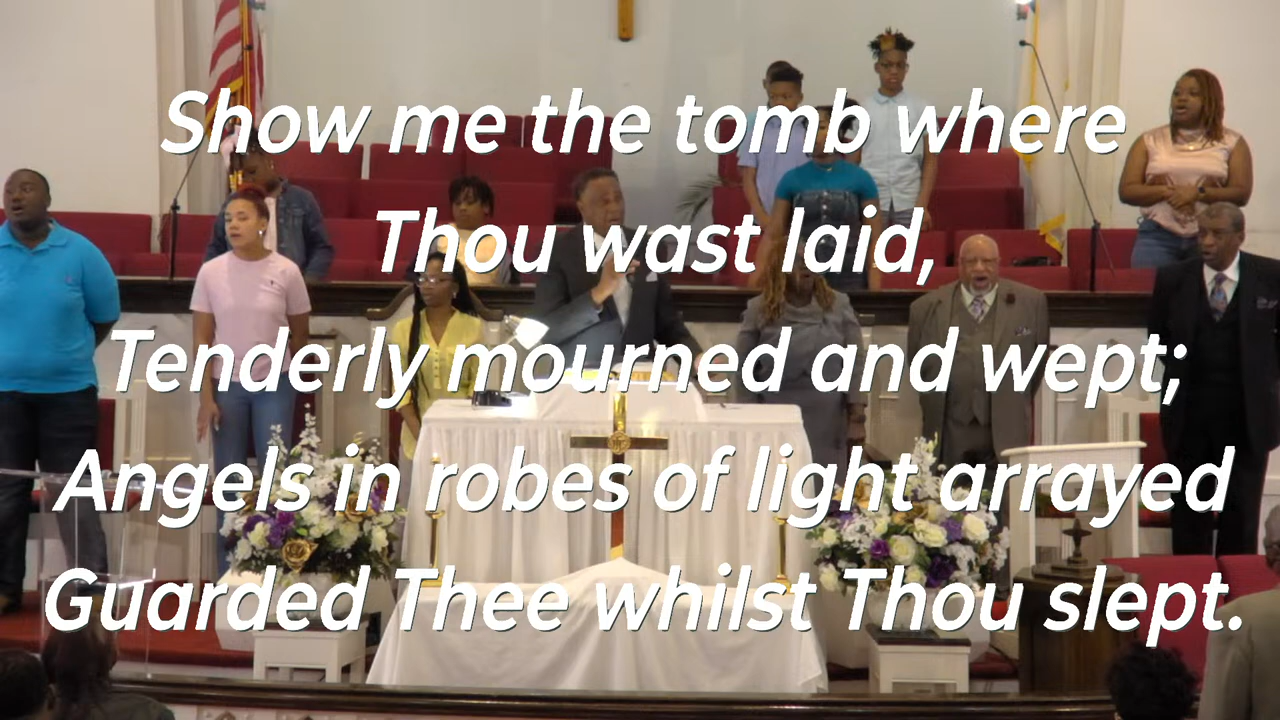 Show me the tomb where
Thou wast laid,
Tenderly mourned and wept;
Angels in robes of light arrayed
Guarded Thee whilst Thou slept.